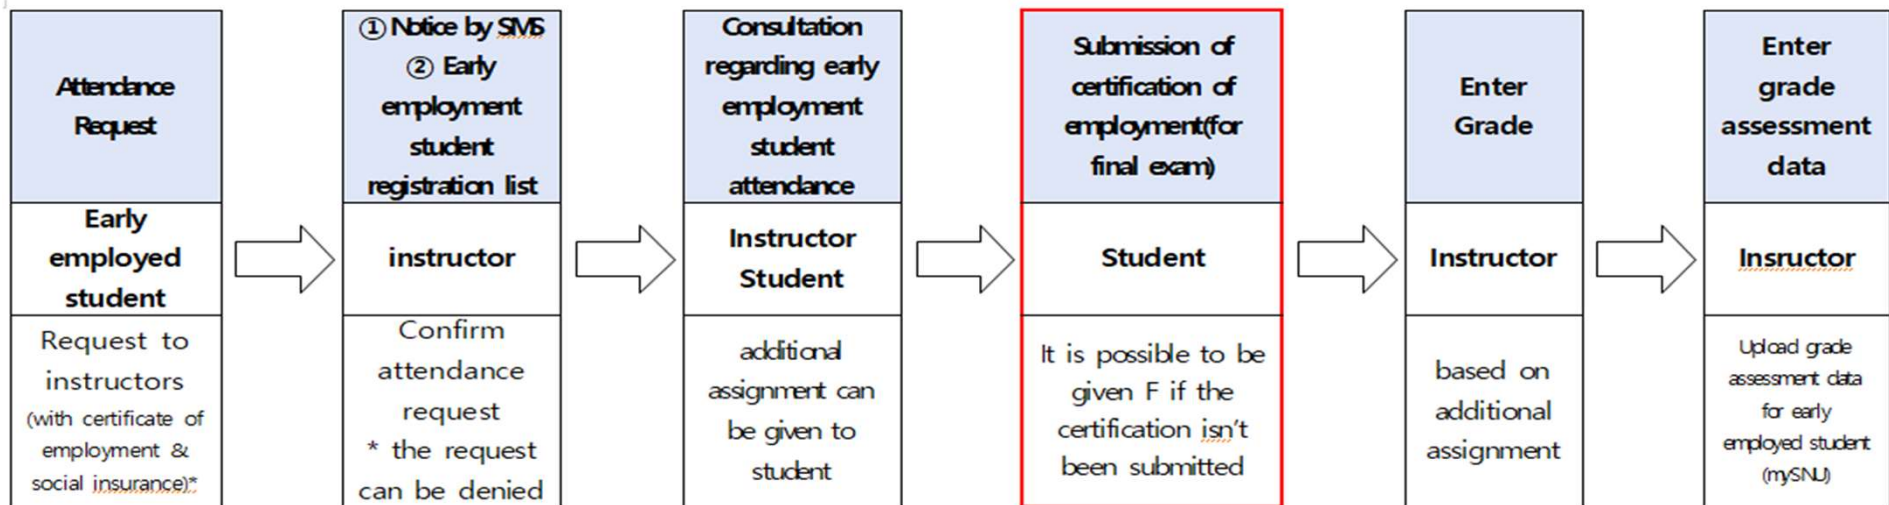 Attendance
Request
Early
employed
student
Request to
instructors
(with certificate of
employment &
social insurance)*
① Notice by SMS
② Early
employment
student
registration list
instructor
Confirm
attendance
request
* the request
can be denied
Consultation
regarding early
employment
student
attendance
Instructor
Student
additional
assignment can
be given to
student
Submission of
certification of
employment(for
final exam)
Student
It is possible to be
given F if the
certification isn't
been submitted
Enter
Grade
Instructor
based on
additional
assignment
Enter
grade
assessment
data
Insructor
Upload grade
assessment data
for early
employed student
(mySNU)